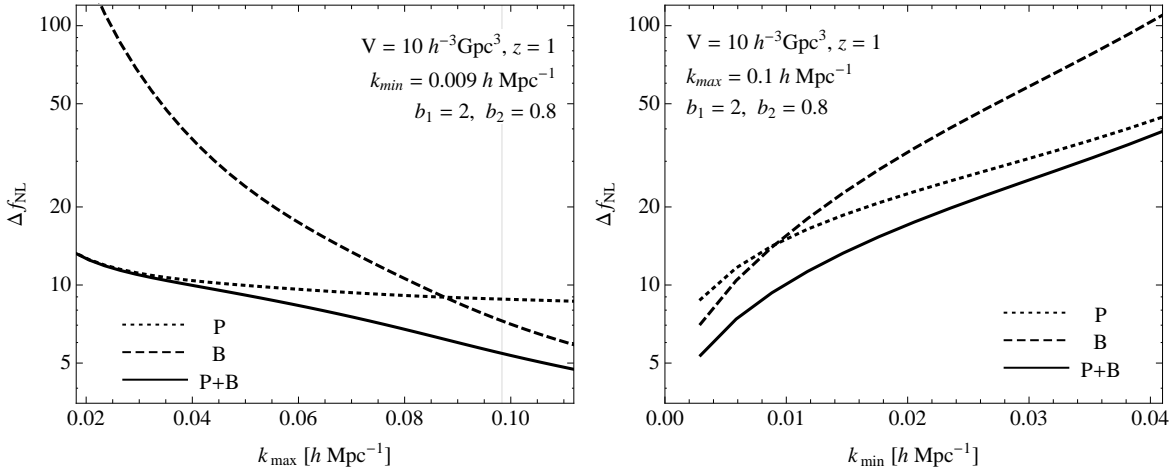 100
50
20
10
5
Δ f_NL
V = 10 h⁻³Gpc³, z = 1
k_min = 0.009 h Mpc⁻¹
b₁ = 2, b₂ = 0.8
P
B
P+B
0.02 0.04 0.06 0.08 0.10
k_max [h Mpc⁻¹]
100
50
20
10
5
Δ f_NL
V = 10 h⁻³Gpc³, z = 1
k_max = 0.1 h Mpc⁻¹
b₁ = 2, b₂ = 0.8
P
B
P+B
0.00 0.01 0.02 0.03 0.04
k_min [h Mpc⁻¹]